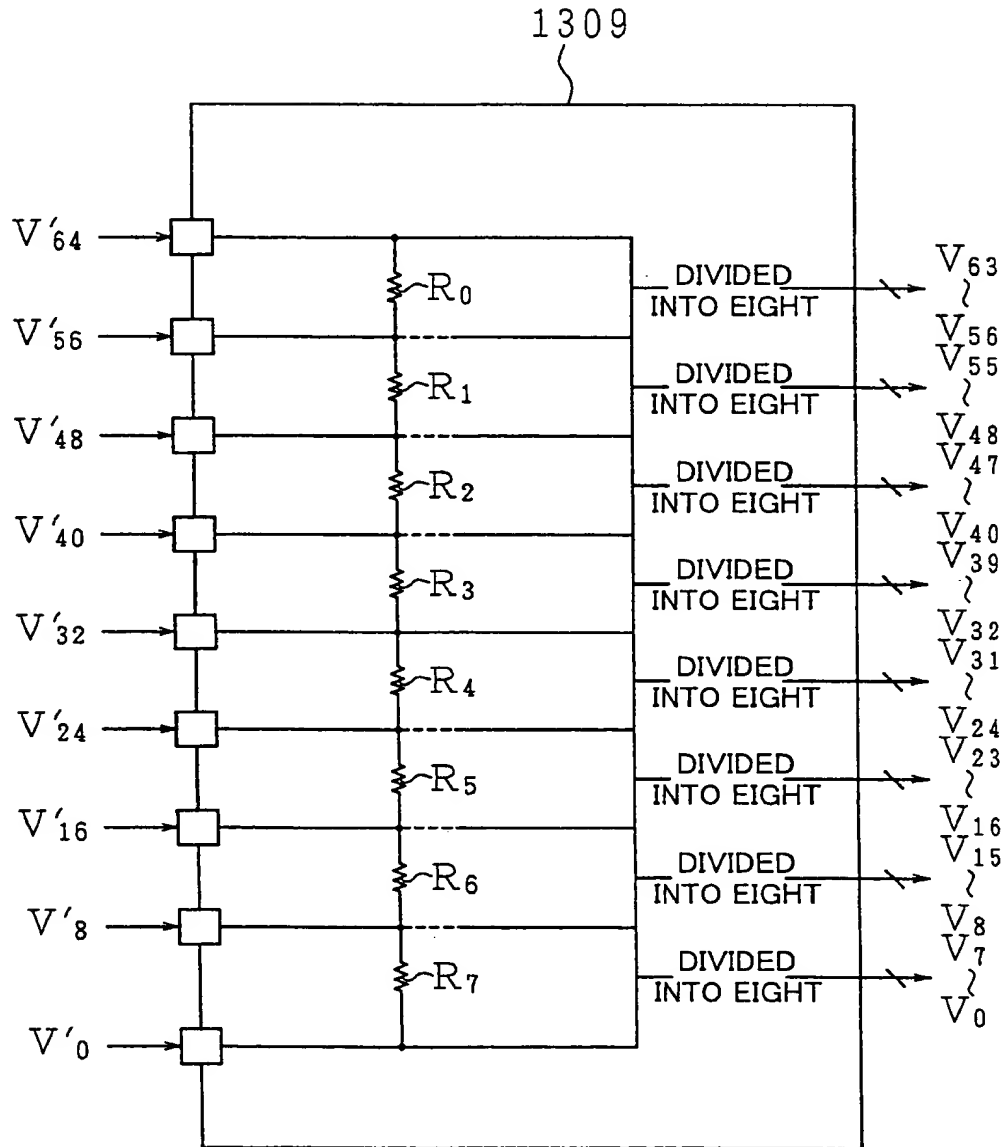 1309
V'64
R0
DIVIDED
INTO EIGHT
V63
~
V56
V'56
R1
DIVIDED
INTO EIGHT
V55
~
V48
V'48
R2
DIVIDED
INTO EIGHT
V47
~
V40
V'40
R3
DIVIDED
INTO EIGHT
V39
~
V32
V'32
R4
DIVIDED
INTO EIGHT
V31
~
V24
V'24
R5
DIVIDED
INTO EIGHT
V23
~
V16
V'16
R6
DIVIDED
INTO EIGHT
V15
~
V8
V'8
R7
DIVIDED
INTO EIGHT
V7
~
V0
V'0